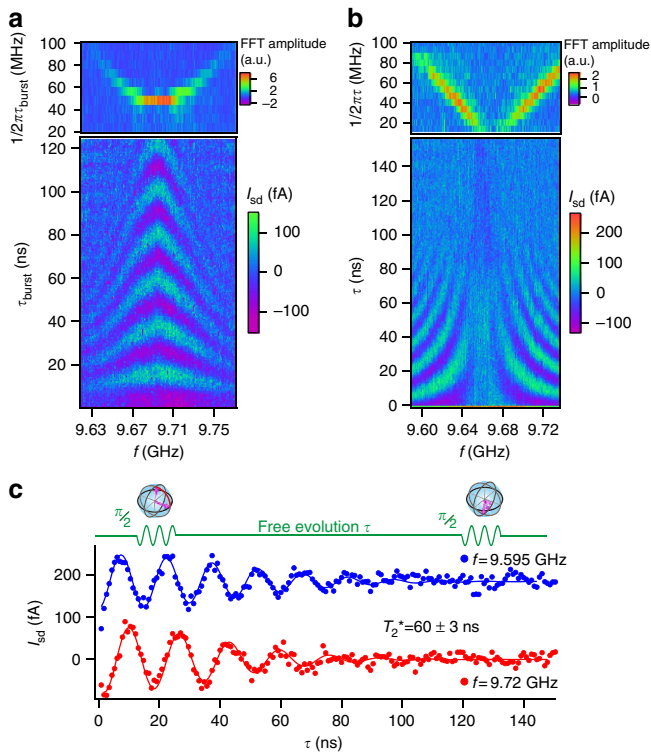 a
1/2πτburst (MHz)
100
80
60
40
20
FFT amplitude
(a.u.)
6
2
−2
τburst (ns)
120
100
80
60
40
20
Isd (fA)
100
0
−100
9.63 9.67 9.71 9.75
f (GHz)
b
1/2πτ (MHz)
100
80
60
40
20
FFT amplitude
(a.u.)
2
1
0
τ (ns)
140
120
100
80
60
40
20
0
Isd (fA)
200
100
0
−100
9.60 9.64 9.68 9.72
f (GHz)
c
π/2
Free evolution τ
π/2
f = 9.595 GHz
T2*=60 ± 3 ns
f = 9.72 GHz
Isd (fA)
200
100
0
0 20 40 60 80 100 120 140
τ (ns)